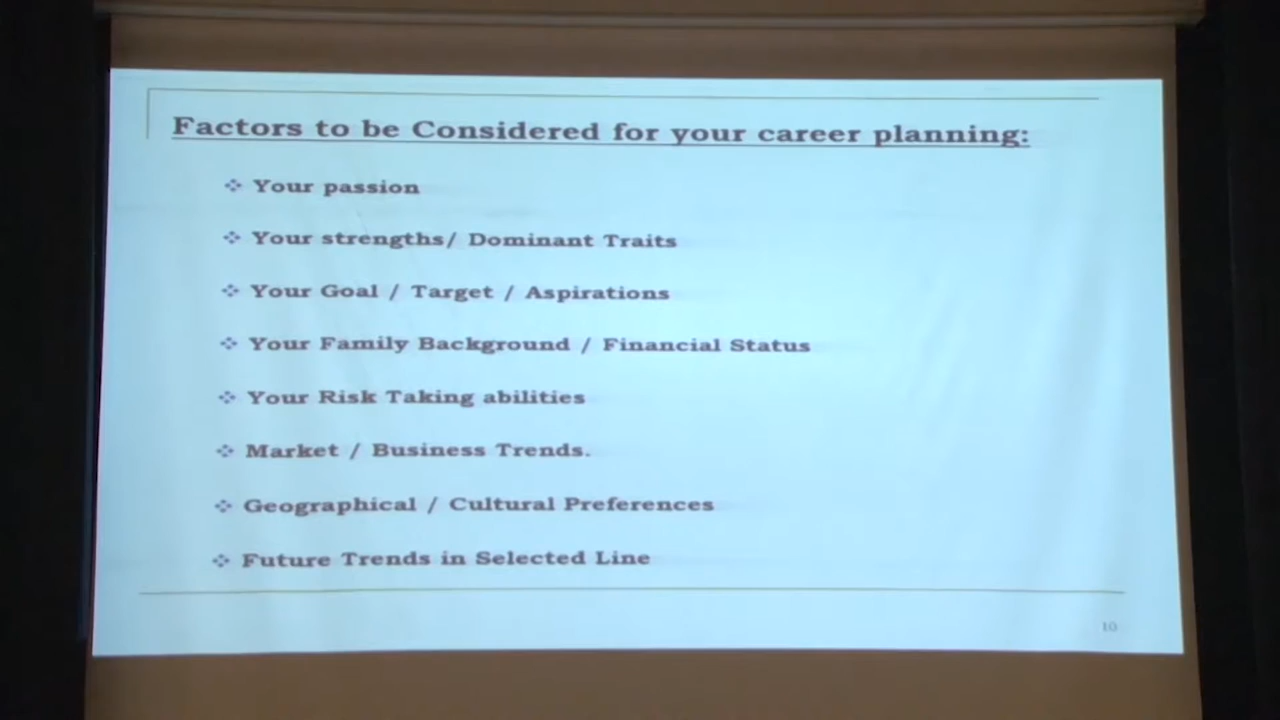 Factors to be Considered for your career planning:
Your passion
Your strengths/ Dominant Traits
Your Goal / Target / Aspirations
Your Family Background / Financial Status
Your Risk Taking abilities
Market / Business Trends.
Geographical / Cultural Preferences
Future Trends in Selected Line
10